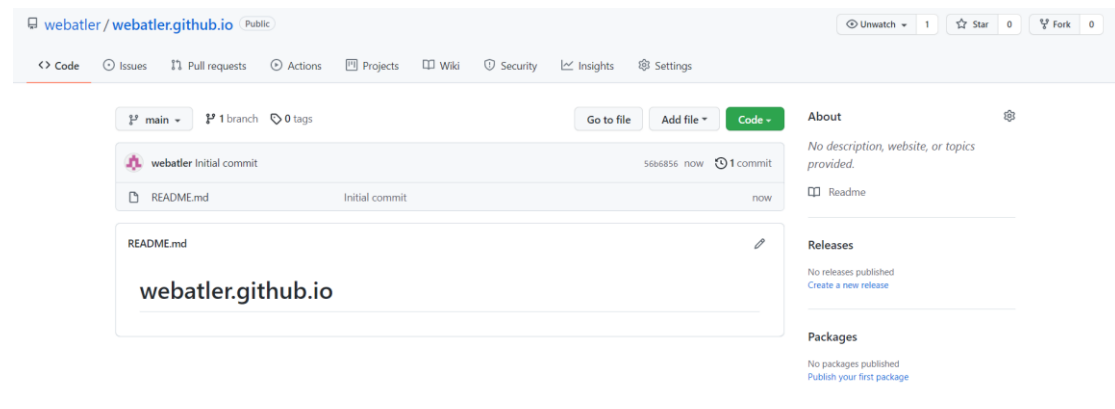 webatler / webatler.github.io Public
Unwatch 1 Star 0 Fork 0
Code Issues Pull requests Actions Projects Wiki Security Insights Settings
main 1 branch 0 tags Go to file Add file Code
webatler Initial commit 56b6856 now 1 commit
README.md Initial commit now
README.md
webatler.github.io
About
No description, website, or topics
provided.
Readme
Releases
No releases published
Create a new release
Packages
No packages published
Publish your first package